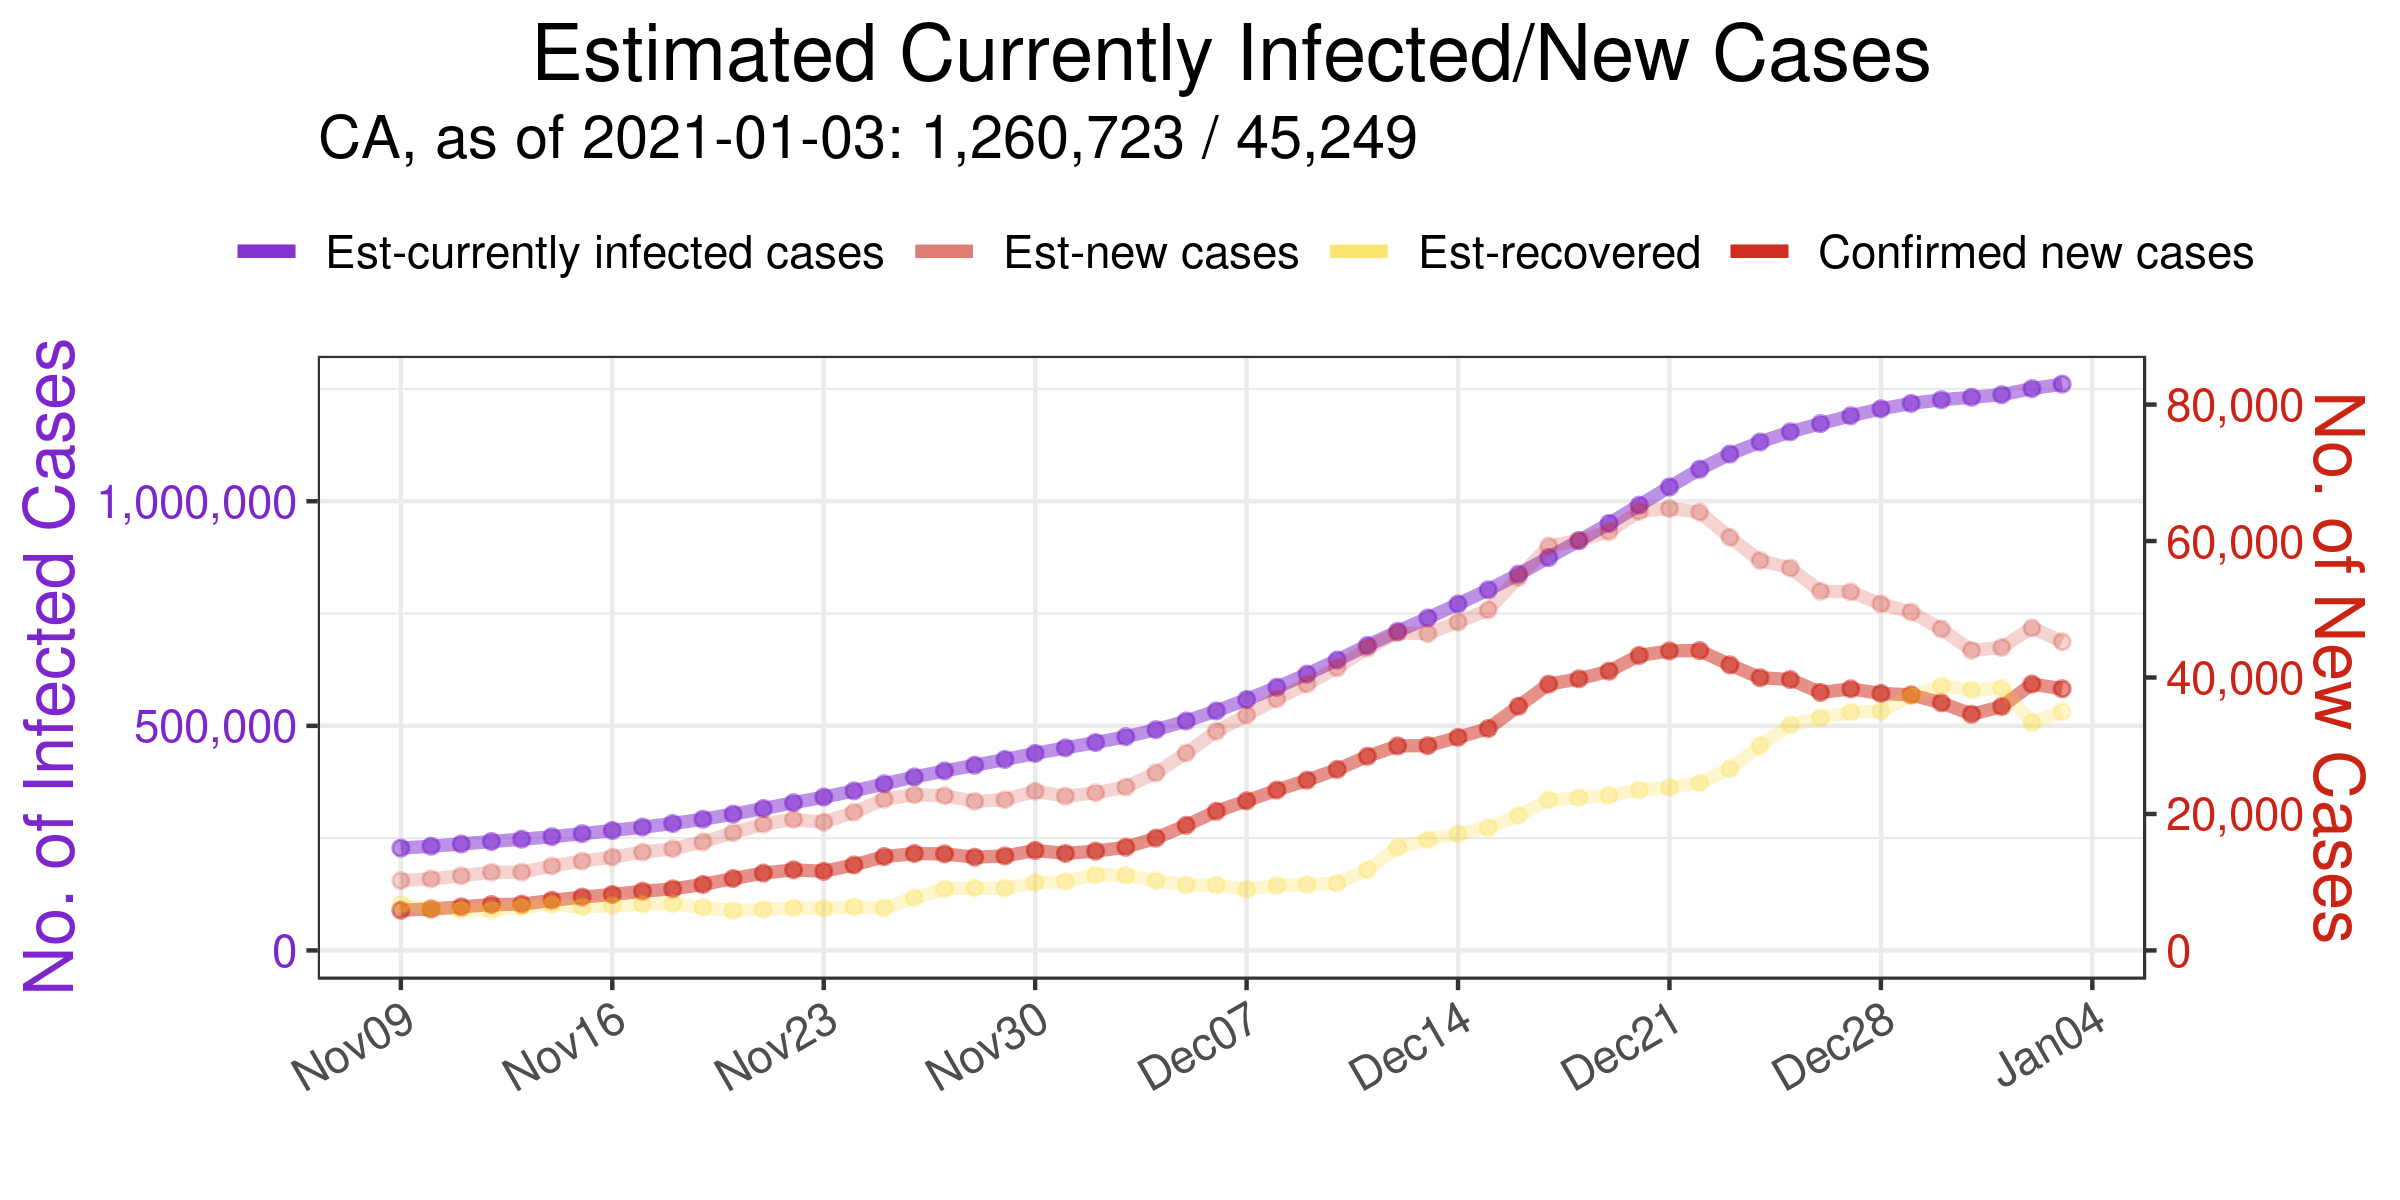 Estimated Currently Infected/New Cases
CA, as of 2021-01-03: 1,260,723 / 45,249
Est-currently infected cases Est-new cases Est-recovered Confirmed new cases
No. of Infected Cases
1,000,000
500,000
0
80,000
60,000
40,000
20,000
0
No. of New Cases
Nov09 Nov16 Nov23 Nov30 Dec07 Dec14 Dec21 Dec28 Jan04